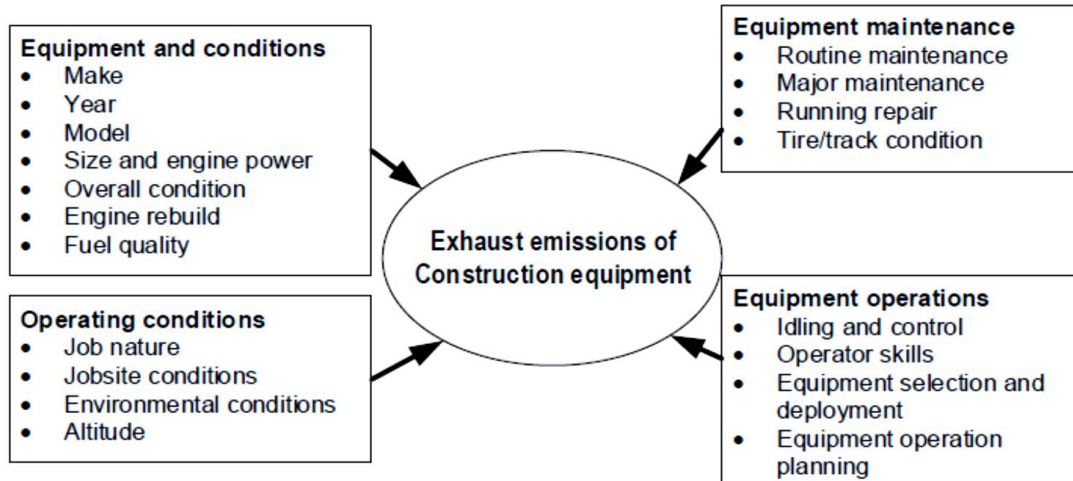 Equipment and conditions
• Make
• Year
• Model
• Size and engine power
• Overall condition
• Engine rebuild
• Fuel quality
Operating conditions
• Job nature
• Jobsite conditions
• Environmental conditions
• Altitude
Exhaust emissions of
Construction equipment
Equipment maintenance
• Routine maintenance
• Major maintenance
• Running repair
• Tire/track condition
Equipment operations
• Idling and control
• Operator skills
• Equipment selection and
deployment
• Equipment operation
planning